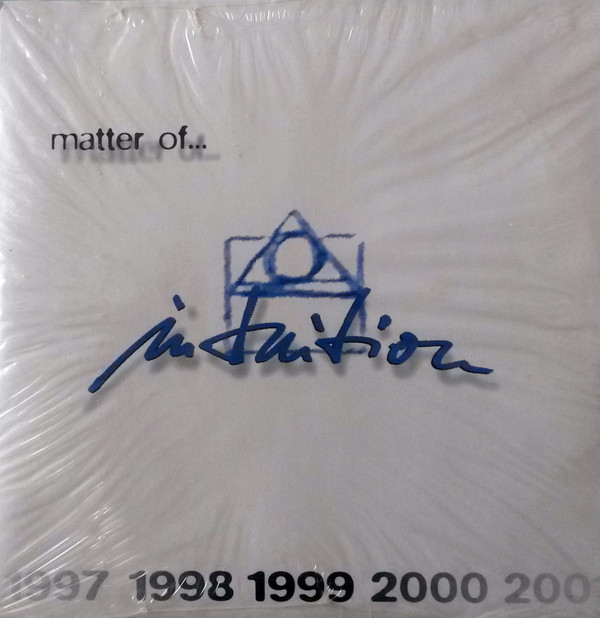 matter of...
intuition
1997 1998 1999 2000 200